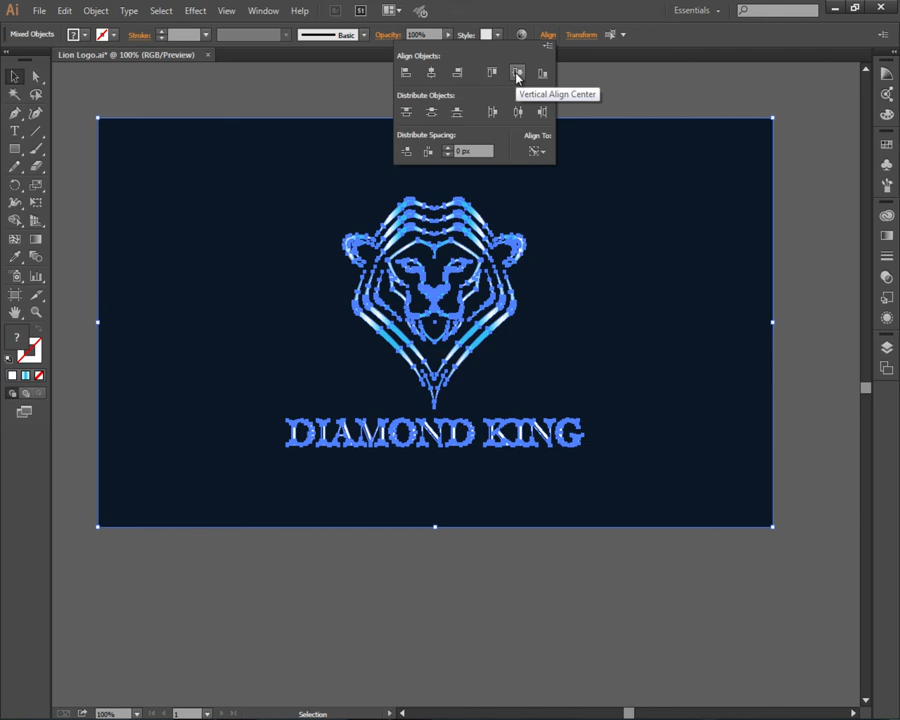 Ai File Edit Object Type Select Effect View Window Help Br St Essentials
Mixed Objects ? Stroke: Basic Opacity: 100% Style: Align Transform
Lion Logo.ai* @ 100% (RGB/Preview) ×
Align Objects:
Vertical Align Center
Distribute Objects:
Distribute Spacing: Align To:
0 px
T
DIAMOND KING
?
100% 1 Selection